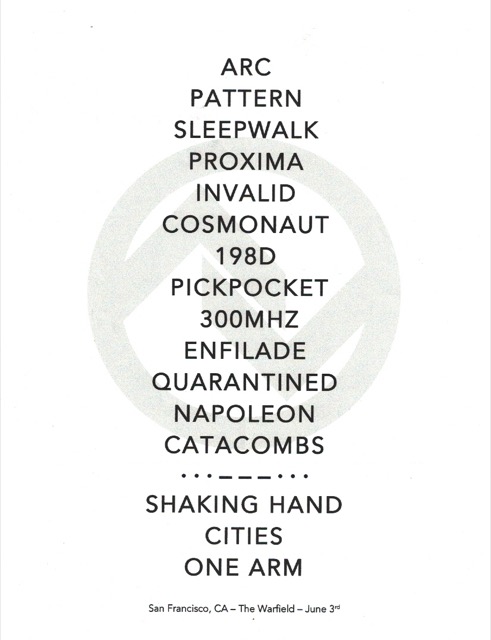 ARC
PATTERN
SLEEPWALK
PROXIMA
INVALID
COSMONAUT
198D
PICKPOCKET
300MHZ
ENFILADE
QUARANTINED
NAPOLEON
CATACOMBS
···–––···
SHAKING HAND
CITIES
ONE ARM
San Francisco, CA – The Warfield – June 3rd